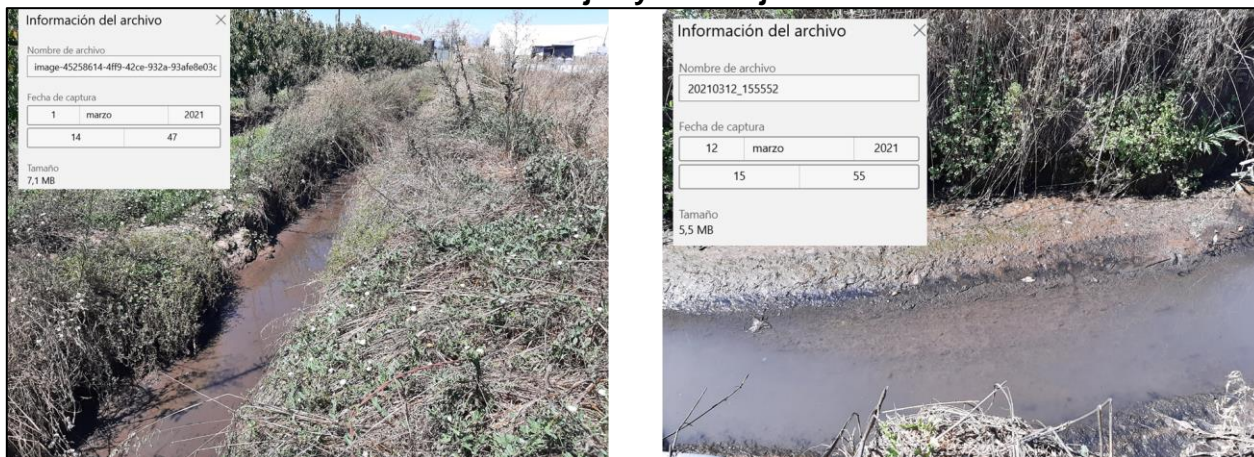 Información del archivo
Nombre de archivo
image-45258614-4ff9-42ce-932a-93afe8e03c
Fecha de captura
1 marzo 2021
14 47
Tamaño
7,1 MB
Información del archivo
Nombre de archivo
20210312_155552
Fecha de captura
12 marzo 2021
15 55
Tamaño
5,5 MB